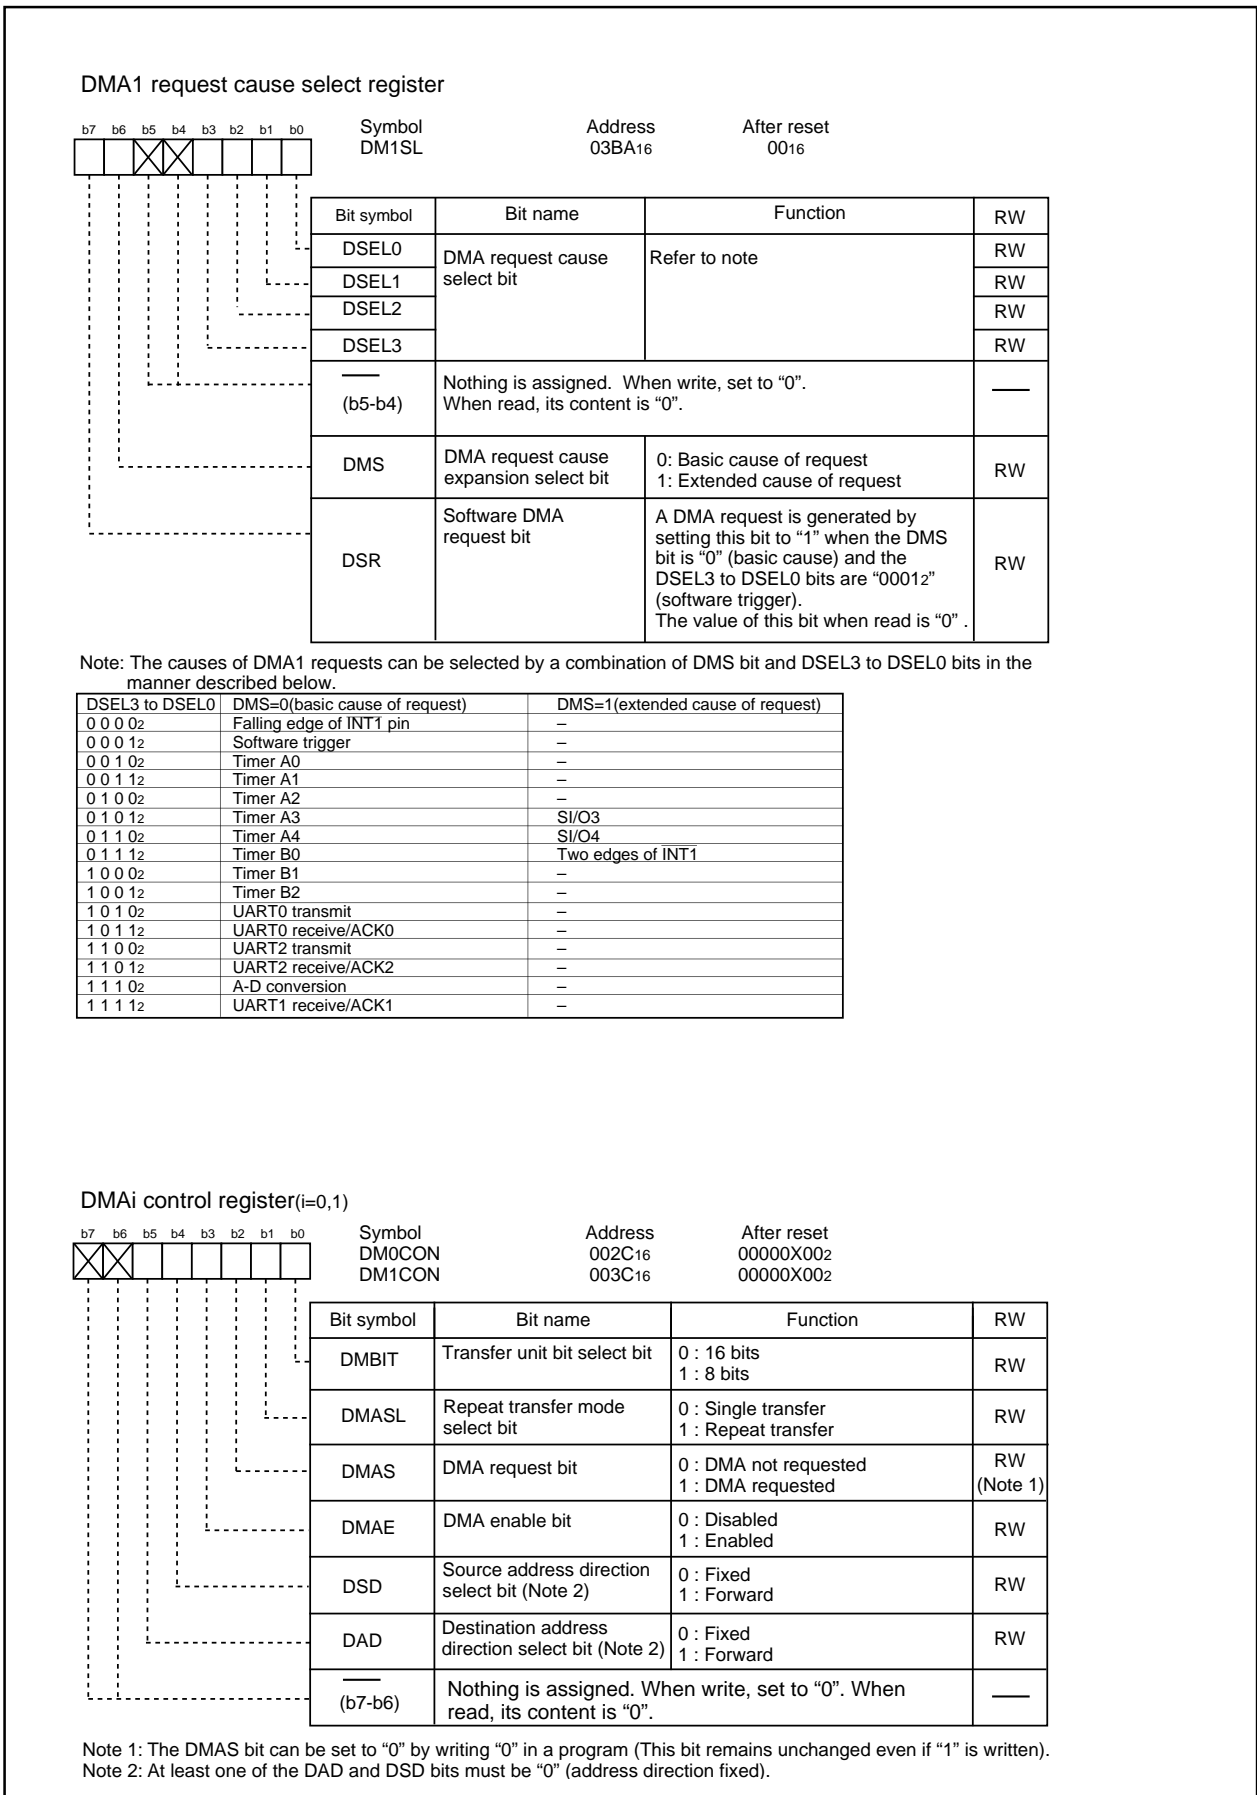 DMA1 request cause select register
b7 b6 b5 b4 b3 b2 b1 b0
Symbol Address After reset
DM1SL 03BA16 0016
Bit symbol Bit name Function RW
DSEL0 DMA request cause select bit Refer to note RW
DSEL1 RW
DSEL2 RW
DSEL3 RW
(b5-b4) Nothing is assigned. When write, set to “0”.
When read, its content is “0”.
DMS DMA request cause expansion select bit 0: Basic cause of request
1: Extended cause of request RW
DSR Software DMA request bit A DMA request is generated by
setting this bit to “1” when the DMS
bit is “0” (basic cause) and the
DSEL3 to DSEL0 bits are “00012”
(software trigger).
The value of this bit when read is “0” . RW
Note: The causes of DMA1 requests can be selected by a combination of DMS bit and DSEL3 to DSEL0 bits in the
manner described below.
DSEL3 to DSEL0 DMS=0(basic cause of request) DMS=1(extended cause of request)
0 0 0 02 Falling edge of INT1 pin –
0 0 0 12 Software trigger –
0 0 1 02 Timer A0 –
0 0 1 12 Timer A1 –
0 1 0 02 Timer A2 –
0 1 0 12 Timer A3 SI/O3
0 1 1 02 Timer A4 SI/O4
0 1 1 12 Timer B0 Two edges of INT1
1 0 0 02 Timer B1 –
1 0 0 12 Timer B2 –
1 0 1 02 UART0 transmit –
1 0 1 12 UART0 receive/ACK0 –
1 1 0 02 UART2 transmit –
1 1 0 12 UART2 receive/ACK2 –
1 1 1 02 A-D conversion –
1 1 1 12 UART1 receive/ACK1 –
DMAi control register(i=0,1)
b7 b6 b5 b4 b3 b2 b1 b0
Symbol Address After reset
DM0CON 002C16 00000X002
DM1CON 003C16 00000X002
Bit symbol Bit name Function RW
DMBIT Transfer unit bit select bit 0 : 16 bits
1 : 8 bits RW
DMASL Repeat transfer mode select bit 0 : Single transfer
1 : Repeat transfer RW
DMAS DMA request bit 0 : DMA not requested
1 : DMA requested RW (Note 1)
DMAE DMA enable bit 0 : Disabled
1 : Enabled RW
DSD Source address direction select bit (Note 2) 0 : Fixed
1 : Forward RW
DAD Destination address direction select bit (Note 2) 0 : Fixed
1 : Forward RW
(b7-b6) Nothing is assigned. When write, set to “0”. When
read, its content is “0”.
Note 1: The DMAS bit can be set to “0” by writing “0” in a program (This bit remains unchanged even if “1” is written).
Note 2: At least one of the DAD and DSD bits must be “0” (address direction fixed).